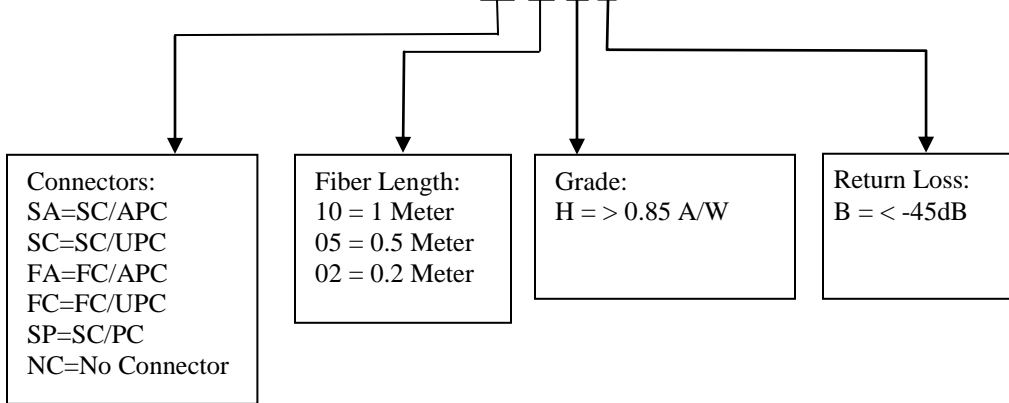 Connectors:
SA=SC/APC
SC=SC/UPC
FA=FC/APC
FC=FC/UPC
SP=SC/PC
NC=No Connector
Fiber Length:
10 = 1 Meter
05 = 0.5 Meter
02 = 0.2 Meter
Grade:
H = > 0.85 A/W
Return Loss:
B = < -45dB